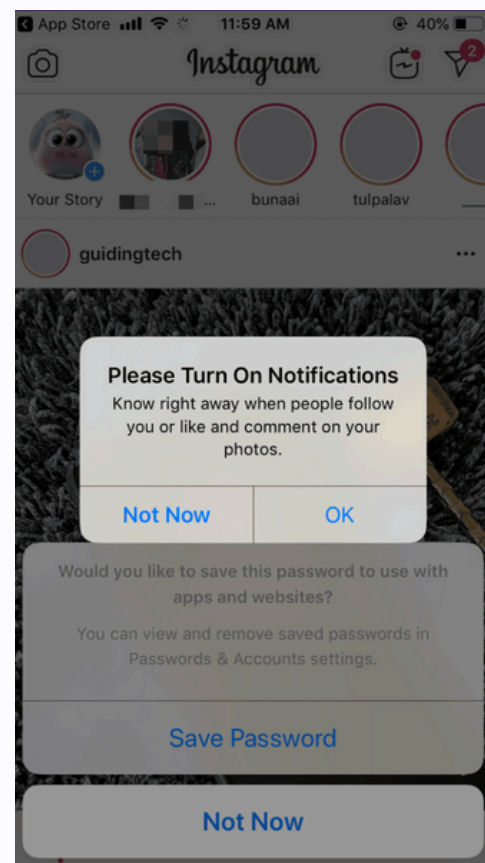 App Store 11:59 AM 40%
Instagram
2
Your Story ... bunaai tulpalav
guidingtech
Please Turn On Notifications
Know right away when people follow
you or like and comment on your
photos.
Not Now OK
Would you like to save this password to use with
apps and websites?
You can view and remove saved passwords in
Passwords & Accounts settings.
Save Password
Not Now